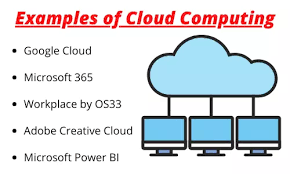 Examples of Cloud Computing
Google Cloud
Microsoft 365
Workplace by OS33
Adobe Creative Cloud
Microsoft Power BI